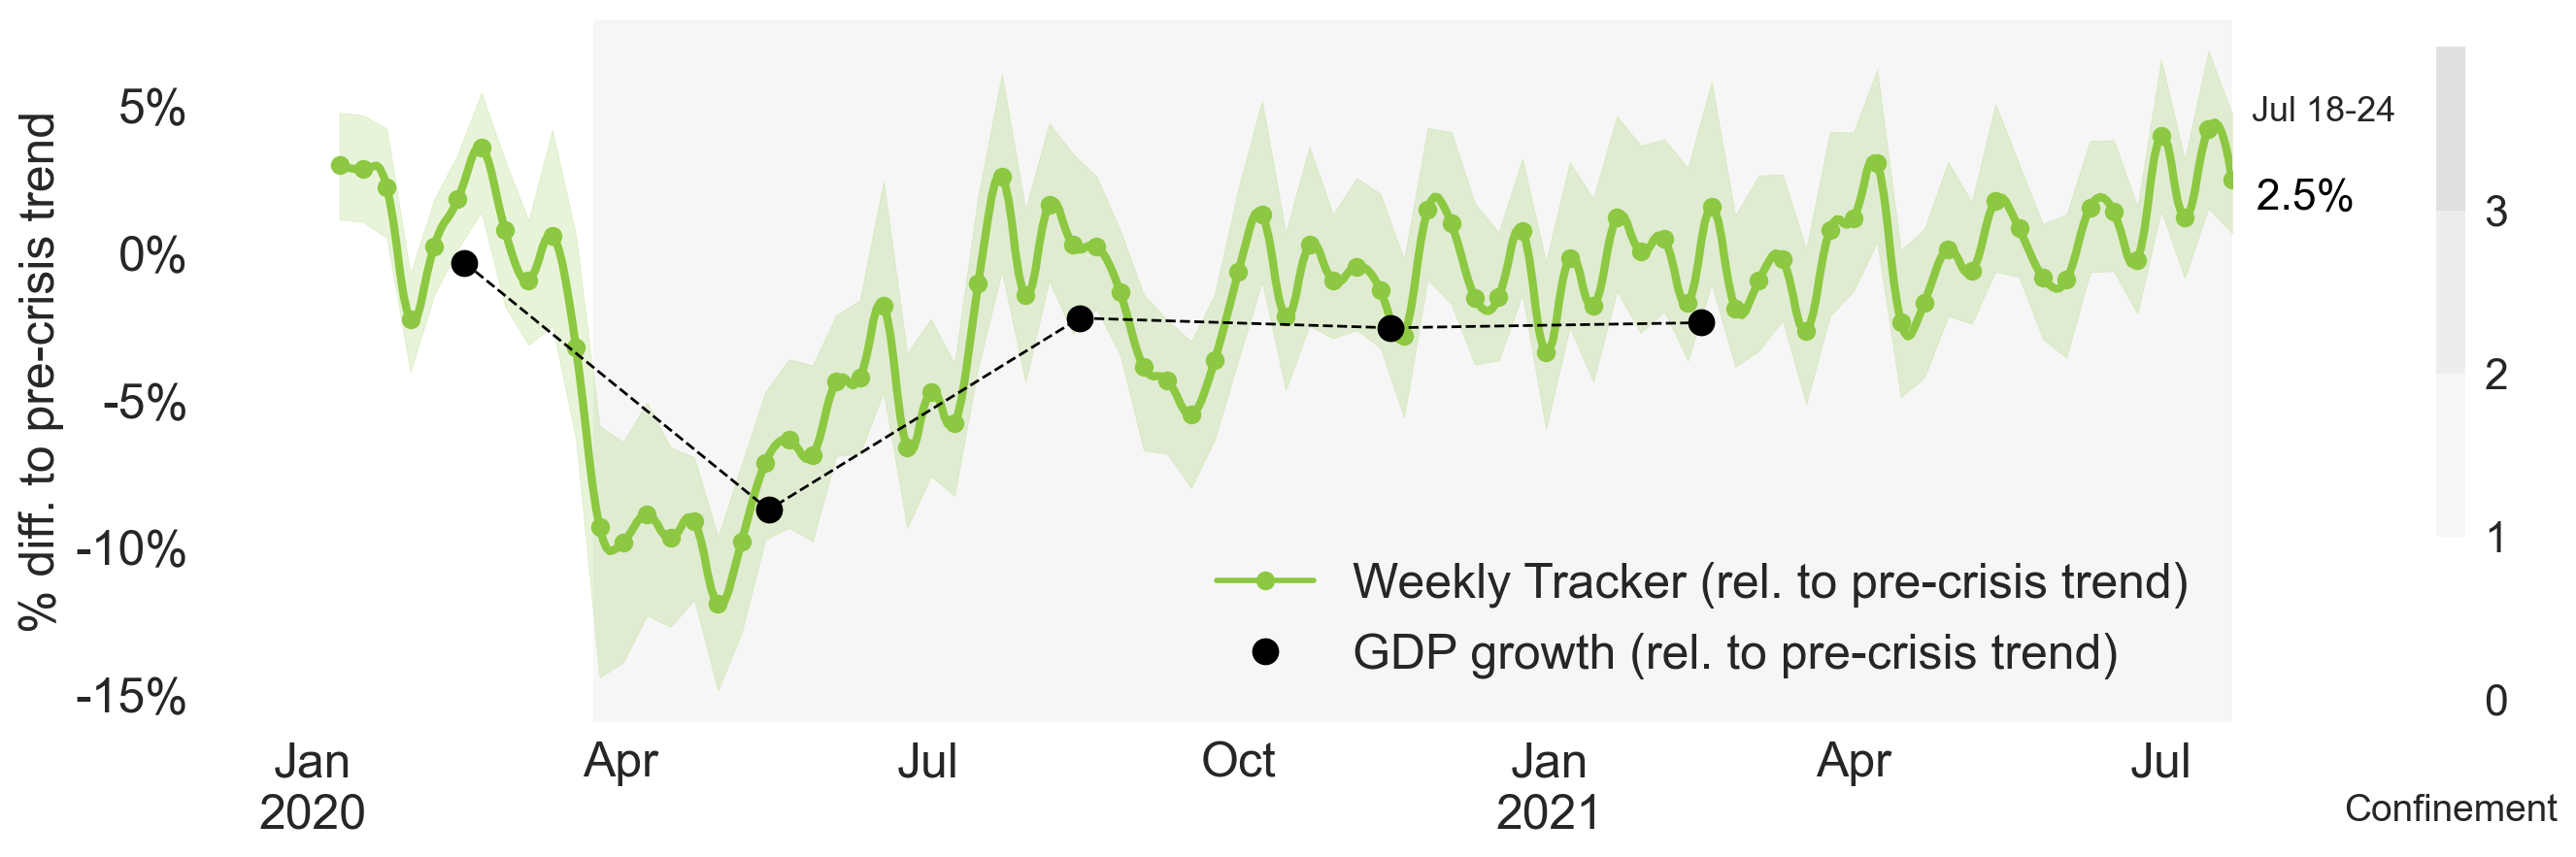 % diff. to pre-crisis trend
5%
0%
-5%
-10%
-15%
Jan
2020
Apr
Jul
Oct
Jan
2021
Apr
Jul
Weekly Tracker (rel. to pre-crisis trend)
GDP growth (rel. to pre-crisis trend)
Jul 18-24
2.5%
3
2
1
0
Confinement